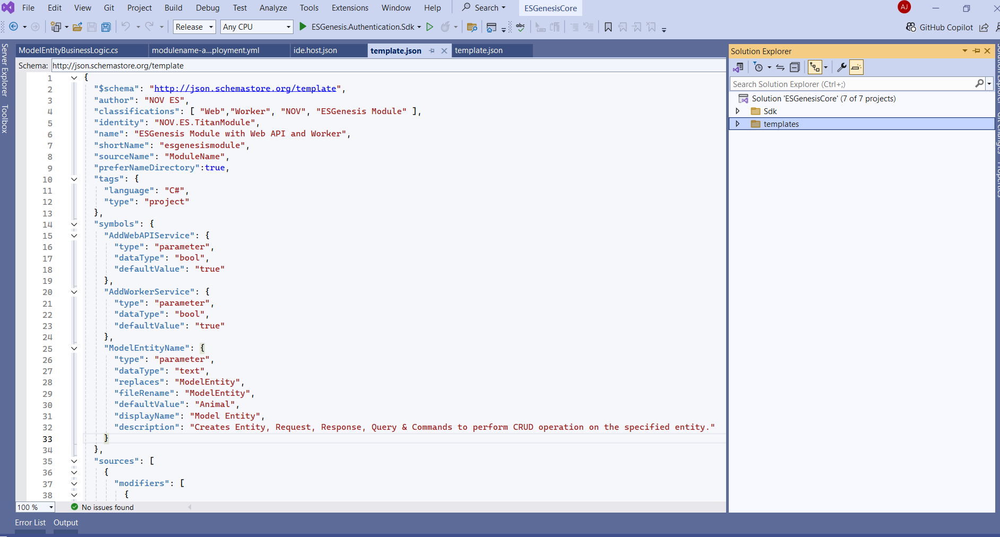 File Edit View Git Project Build Debug Test Analyze Tools Extensions Window Help Search ESGenesisCore AJ
Release Any CPU ESGenesis.Authentication.Sdk abc GitHub Copilot
Server Explorer
Toolbox
ModelEntityBusinessLogic.cs modulename-a...ployment.yml ide.host.json template.json template.json
Schema: http://json.schemastore.org/template
1 {
2 "$schema": "http://json.schemastore.org/template",
3 "author": "NOV ES",
4 "classifications": [ "Web","Worker", "NOV", "ESGenesis Module" ],
5 "identity": "NOV.ES.TitanModule",
6 "name": "ESGenesis Module with Web API and Worker",
7 "shortName": "esgenesismodule",
8 "sourceName": "ModuleName",
9 "preferNameDirectory":true,
10 "tags": {
11 "language": "C#",
12 "type": "project"
13 },
14 "symbols": {
15 "AddWebAPIService": {
16 "type": "parameter",
17 "dataType": "bool",
18 "defaultValue": "true"
19 },
20 "AddWorkerService": {
21 "type": "parameter",
22 "dataType": "bool",
23 "defaultValue": "true"
24 },
25 "ModelEntityName": {
26 "type": "parameter",
27 "dataType": "text",
28 "replaces": "ModelEntity",
29 "fileRename": "ModelEntity",
30 "defaultValue": "Animal",
31 "displayName": "Model Entity",
32 "description": "Creates Entity, Request, Response, Query & Commands to perform CRUD operation on the specified entity."
33 }
34 },
35 "sources": [
36 {
37 "modifiers": [
38 {
100 % No issues found
Error List Output
Solution Explorer
Search Solution Explorer (Ctrl+;)
Solution 'ESGenesisCore' (7 of 7 projects)
Sdk
templates